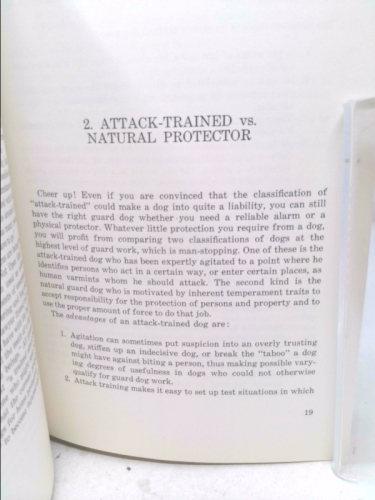 2. ATTACK-TRAINED vs.
NATURAL PROTECTOR
Cheer up! Even if you are convinced that the classification of
"attack-trained" could make a dog into quite a liability, you can still
have the right guard dog whether you need a reliable alarm or a
physical protector. Whatever little protection you require from a dog,
you will profit from comparing two classifications of dogs at the
highest level of guard work, which is man-stopping. One of these is the
attack-trained dog who has been expertly agitated to a point where he
identifies persons who act in a certain way, or enter certain places, as
human varmints whom he should attack. The second kind is the
natural guard dog who is motivated by inherent temperament traits to
accept responsibility for the protection of persons and property and to
use the proper amount of force to do that job.
The advantages of an attack-trained dog are:
1. Agitation can sometimes put suspicion into an overly trusting
dog, stiffen up an indecisive dog, or break the "taboo" a dog
might have against biting a person, thus making possible vary-
ing degrees of usefulness in dogs who could not otherwise
qualify for guard dog work.
2. Attack training makes it easy to set up test situations in which
19